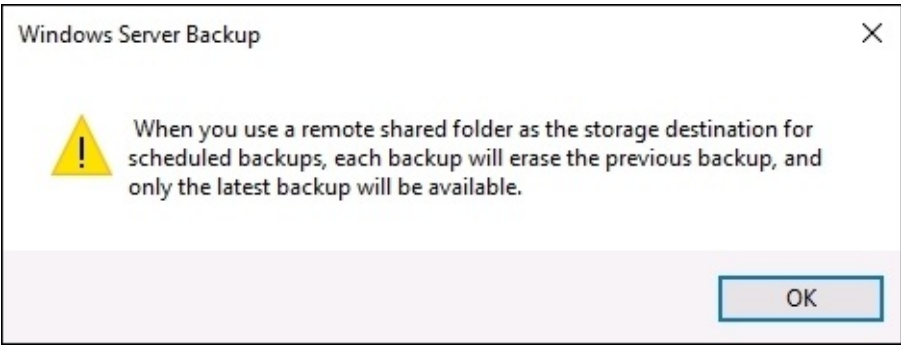 Windows Server Backup
When you use a remote shared folder as the storage destination for
scheduled backups, each backup will erase the previous backup, and
only the latest backup will be available.
OK